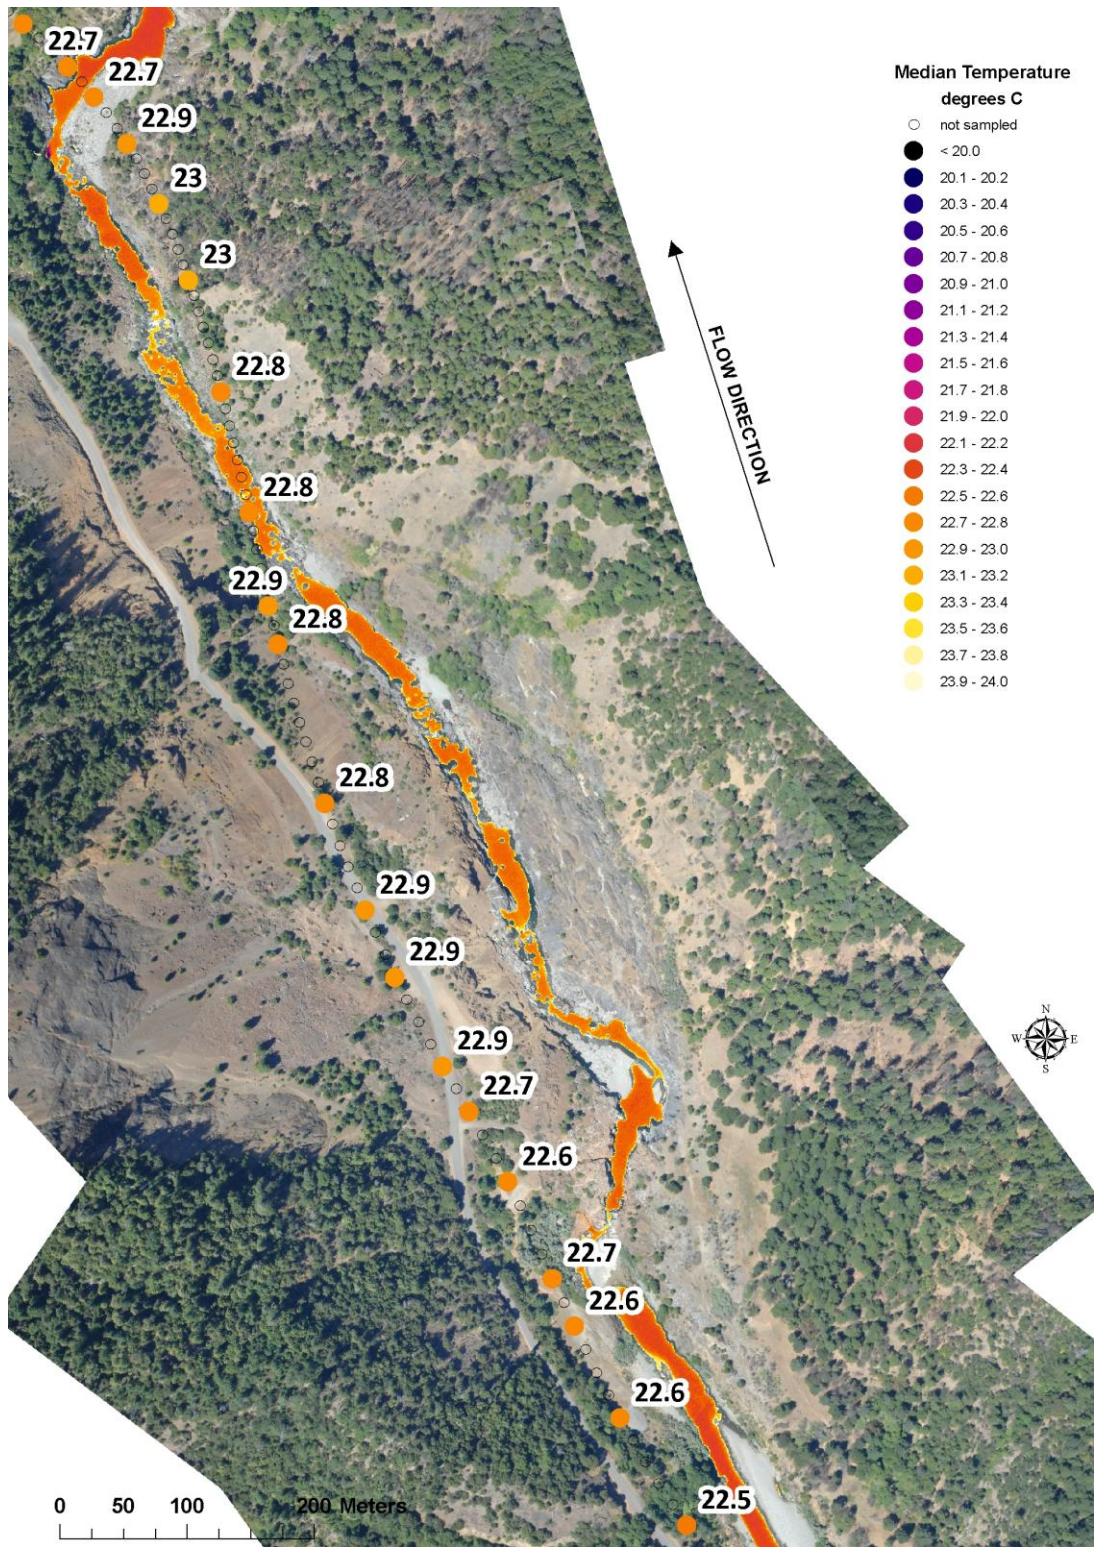 22.7
22.7
22.9
23
23
22.8
22.8
22.9
22.8
22.8
22.9
22.9
22.9
22.7
22.6
22.7
22.6
22.6
22.5
FLOW DIRECTION
Median Temperature
degrees C
not sampled
< 20.0
20.1 - 20.2
20.3 - 20.4
20.5 - 20.6
20.7 - 20.8
20.9 - 21.0
21.1 - 21.2
21.3 - 21.4
21.5 - 21.6
21.7 - 21.8
21.9 - 22.0
22.1 - 22.2
22.3 - 22.4
22.5 - 22.6
22.7 - 22.8
22.9 - 23.0
23.1 - 23.2
23.3 - 23.4
23.5 - 23.6
23.7 - 23.8
23.9 - 24.0
N
W E
S
0 50 100 200 Meters